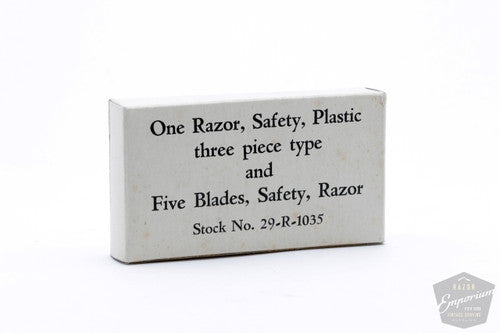 One Razor, Safety, Plastic
three piece type
and
Five Blades, Safety, Razor
Stock No. 29-R-1035
RAZOR
Emporium